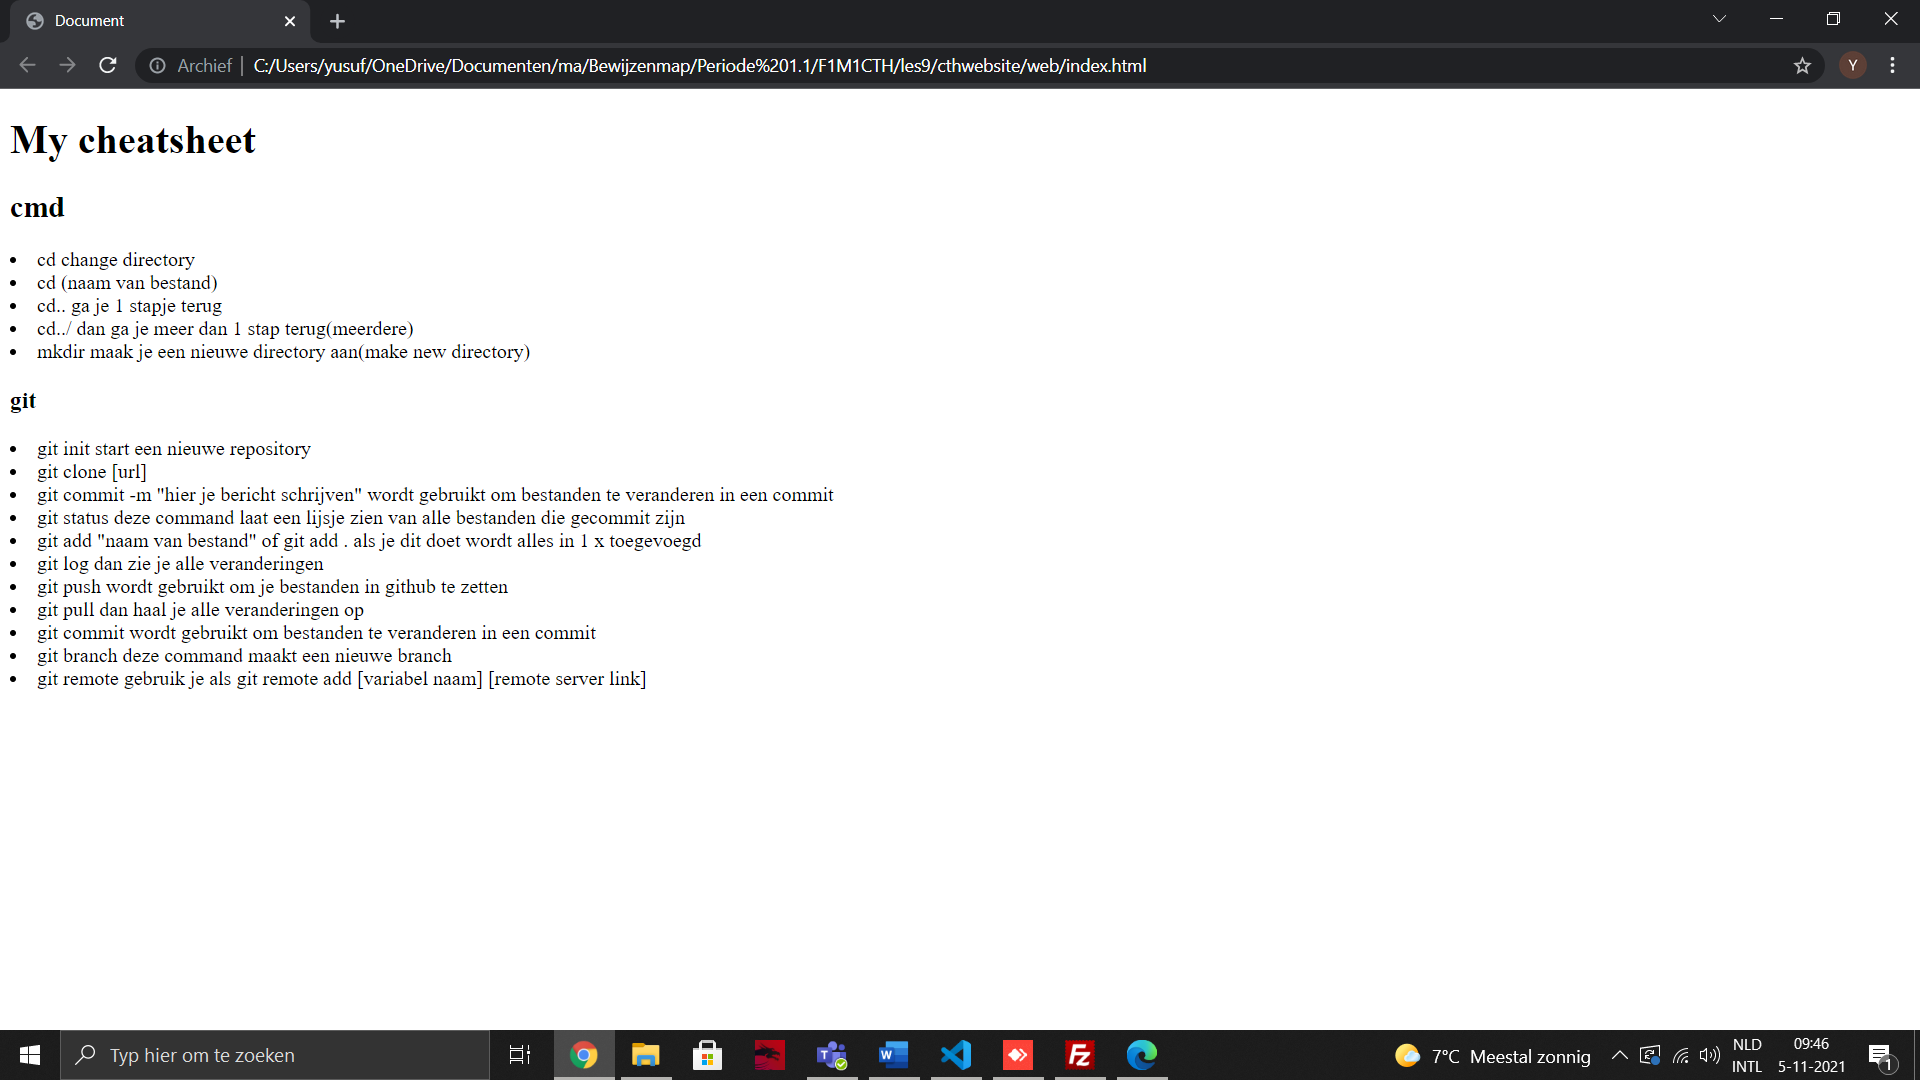 Document
Archief
C:/Users/yusuf/OneDrive/Documenten/ma/Bewijzenmap/Periode%201.1/F1M1CTH/les9/cthwebsite/web/index.html
Y
My cheatsheet
cmd
cd change directory
cd (naam van bestand)
cd.. ga je 1 stapje terug
cd../ dan ga je meer dan 1 stap terug(meerdere)
mkdir maak je een nieuwe directory aan(make new directory)
git
git init start een nieuwe repository
git clone [url]
git commit -m "hier je bericht schrijven" wordt gebruikt om bestanden te veranderen in een commit
git status deze command laat een lijsje zien van alle bestanden die gecommit zijn
git add "naam van bestand" of git add . als je dit doet wordt alles in 1 x toegevoegd
git log dan zie je alle veranderingen
git push wordt gebruikt om je bestanden in github te zetten
git pull dan haal je alle veranderingen op
git commit wordt gebruikt om bestanden te veranderen in een commit
git branch deze command maakt een nieuwe branch
git remote gebruik je als git remote add [variabel naam] [remote server link]
Typ hier om te zoeken
7°C Meestal zonnig
NLD
INTL
09:46
5-11-2021
1